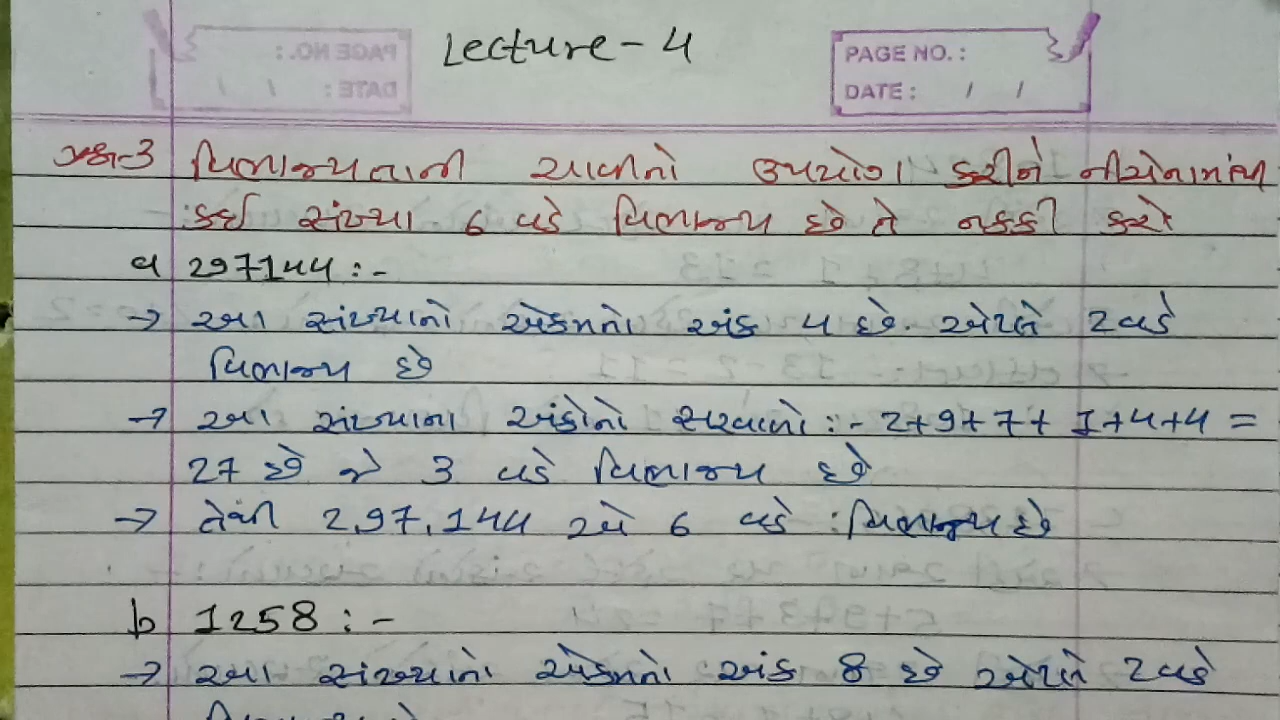 Lecture - 4
PAGE NO. :
DATE : / /
પ્રશ્ન-3 વિભાજ્યતાની ચાવીનો ઉપયોગ કરીને નીચેનામાંથી
કઈ સંખ્યા 6 વડે વિભાજ્ય છે તે નક્કી કરો
a 297144 :-
→ આ સંખ્યાનો એકમનો અંક 4 છે. એટલે 2 વડે
વિભાજ્ય છે
→ આ સંખ્યાના અંકોનો સરવાળો :- 2+9+7+1+4+4 =
27 છે જે 3 વડે વિભાજ્ય છે
→ તેથી 2,97,144 એ 6 વડે વિભાજ્ય છે
b 1258 : -
→ આ સંખ્યાનો એકમનો અંક 8 છે એટલે 2 વડે